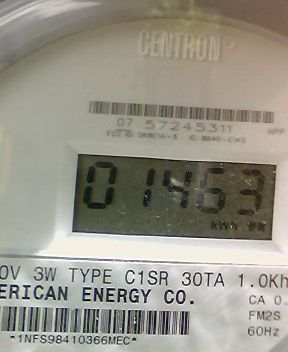 CENTRON®
07 57245311
HPP
01463
KWH
0V 3W TYPE C1SR 30TA 1.0Kh
ERICAN ENERGY CO.
CA 0.
FM2S
60Hz
*1NFS98410366MEC*